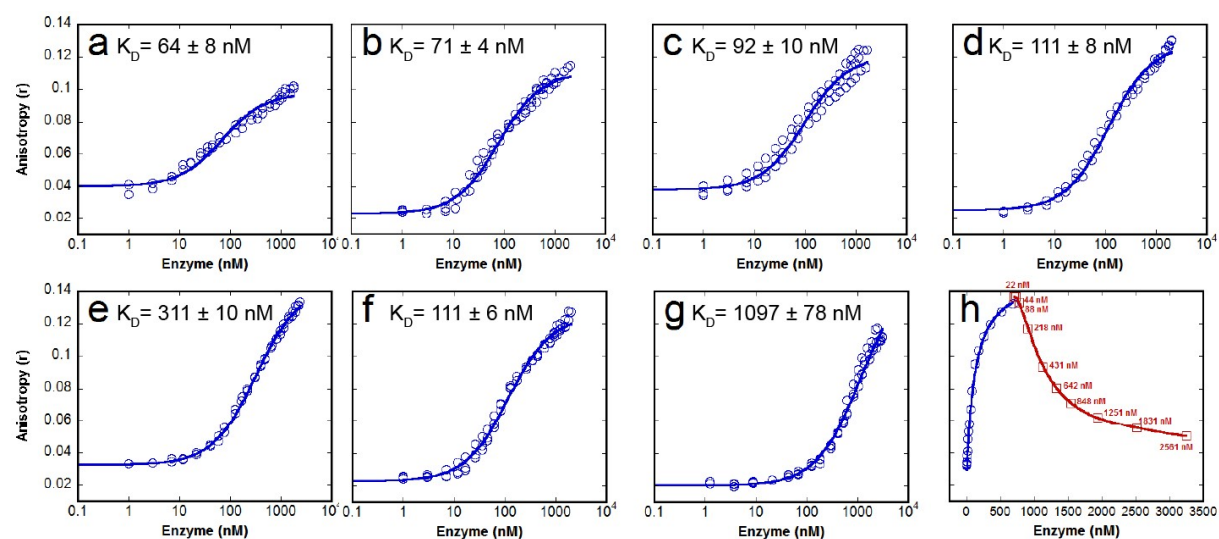 a K_D= 64 ± 8 nM
b K_D= 71 ± 4 nM
c K_D= 92 ± 10 nM
d K_D= 111 ± 8 nM
0.14
0.12
0.1
0.08
0.06
0.04
0.02
Anisotropy (r)
0.1 1 10 100 1000 10^4
0.1 1 10 100 1000 10^4
0.1 1 10 100 1000 10^4
0.1 1 10 100 1000 10^4
Enzyme (nM)
Enzyme (nM)
Enzyme (nM)
Enzyme (nM)
e K_D= 311 ± 10 nM
f K_D= 111 ± 6 nM
g K_D= 1097 ± 78 nM
h
22 nM
44 nM
88 nM
218 nM
431 nM
642 nM
848 nM
1251 nM
1831 nM
2561 nM
0.14
0.12
0.1
0.08
0.06
0.04
0.02
Anisotropy (r)
0.1 1 10 100 1000 10^4
0.1 1 10 100 1000 10^4
0.1 1 10 100 1000 10^4
0 500 1000 1500 2000 2500 3000 3500
Enzyme (nM)
Enzyme (nM)
Enzyme (nM)
Enzyme (nM)